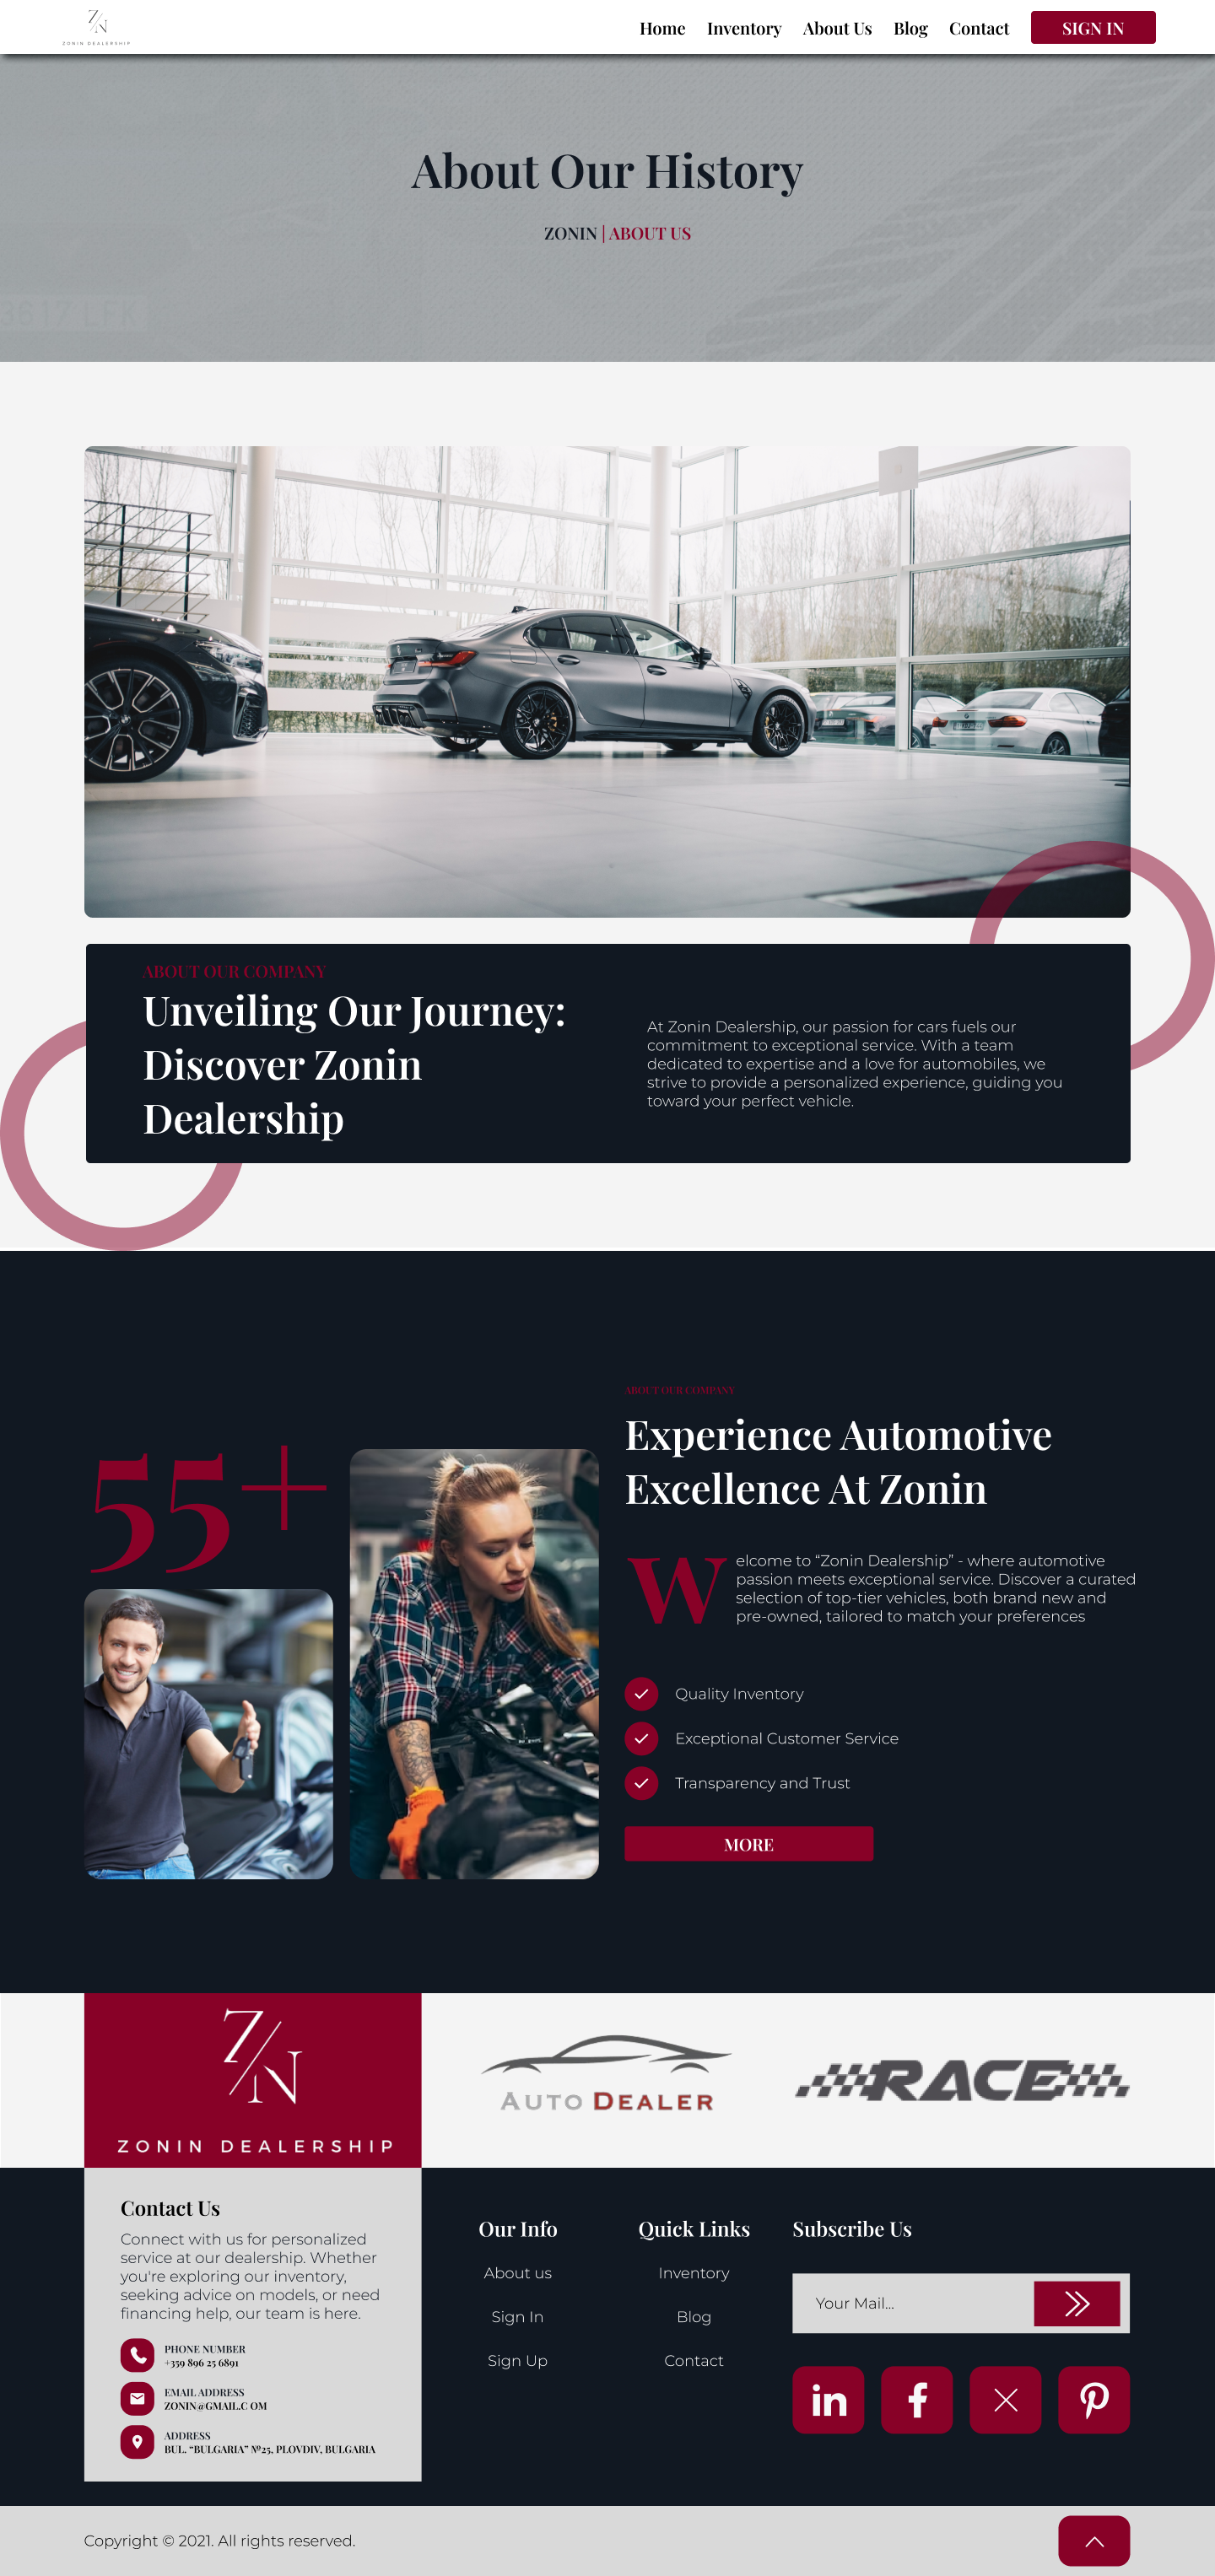 ZN
ZONIN DEALERSHIP
Home Inventory About Us Blog Contact SIGN IN
About Our History
ZONIN | ABOUT US
3617 LFK
ABOUT OUR COMPANY
Unveiling Our Journey:
Discover Zonin
Dealership
At Zonin Dealership, our passion for cars fuels our
commitment to exceptional service. With a team
dedicated to expertise and a love for automobiles, we
strive to provide a personalized experience, guiding you
toward your perfect vehicle.
55+
ABOUT OUR COMPANY
Experience Automotive
Excellence At Zonin
Welcome to “Zonin Dealership” - where automotive
passion meets exceptional service. Discover a curated
selection of top-tier vehicles, both brand new and
pre-owned, tailored to match your preferences
Quality Inventory
Exceptional Customer Service
Transparency and Trust
MORE
ZN
ZONIN DEALERSHIP
AUTO DEALER
RACE
Contact Us
Connect with us for personalized
service at our dealership. Whether
you're exploring our inventory,
seeking advice on models, or need
financing help, our team is here.
PHONE NUMBER
+359 896 25 6891
EMAIL ADDRESS
ZONIN@GMAIL.C OM
ADDRESS
BUL. “BULGARIA” №25, PLOVDIV, BULGARIA
Our Info
About us
Sign In
Sign Up
Quick Links
Inventory
Blog
Contact
Subscribe Us
Your Mail...
Copyright © 2021. All rights reserved.